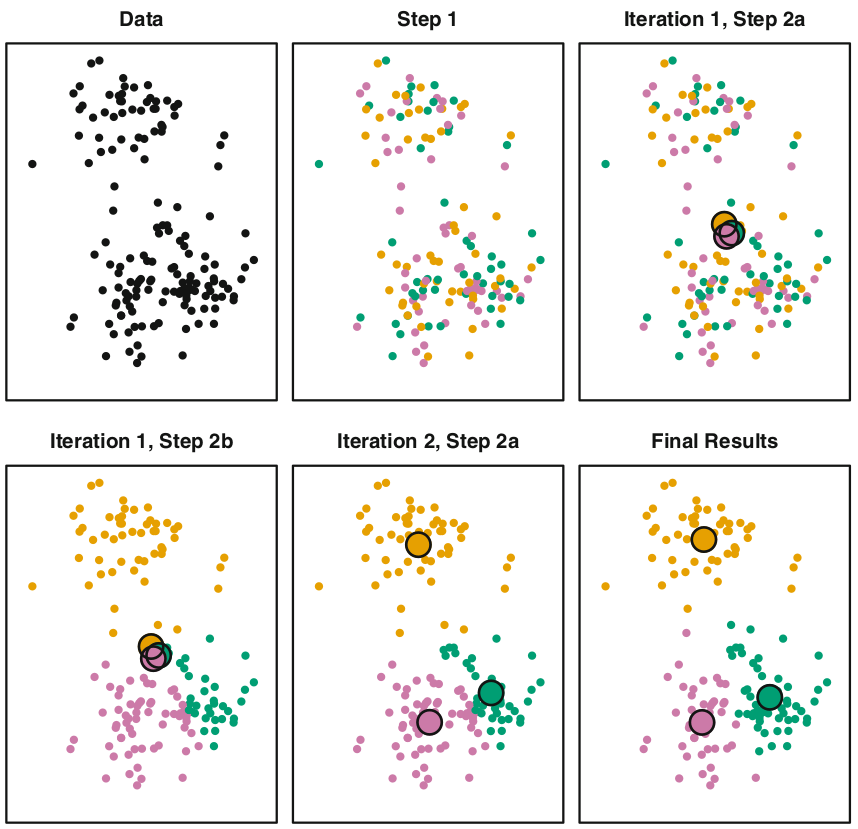 Data
Step 1
Iteration 1, Step 2a
Iteration 1, Step 2b
Iteration 2, Step 2a
Final Results